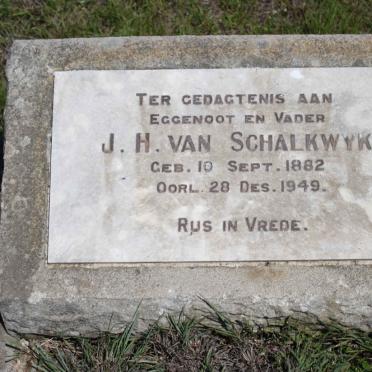 TER GEDAGTENIS AAN
EGGENOOT EN VADER
J. H. VAN SCHALKWYK
GEB. 10 SEPT. 1882
OORL. 28 DES. 1949.
RUS IN VREDE.